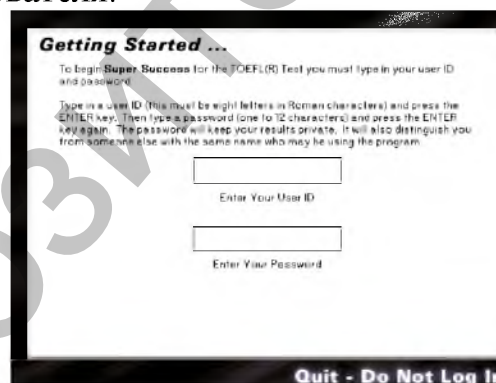 Getting Started ...
To begin Super Success for the TOEFL(R) Test you must type in your user ID
and password
Type in a user ID (this must be eight letters in Roman characters) and press the
ENTER key. Then type a password (one to 12 characters) and press the ENTER
key again. The password will keep your results private. It will also distinguish you
from someone else with the same name who may be using the program
Enter Your User ID
Enter Your Password
Quit - Do Not Log In